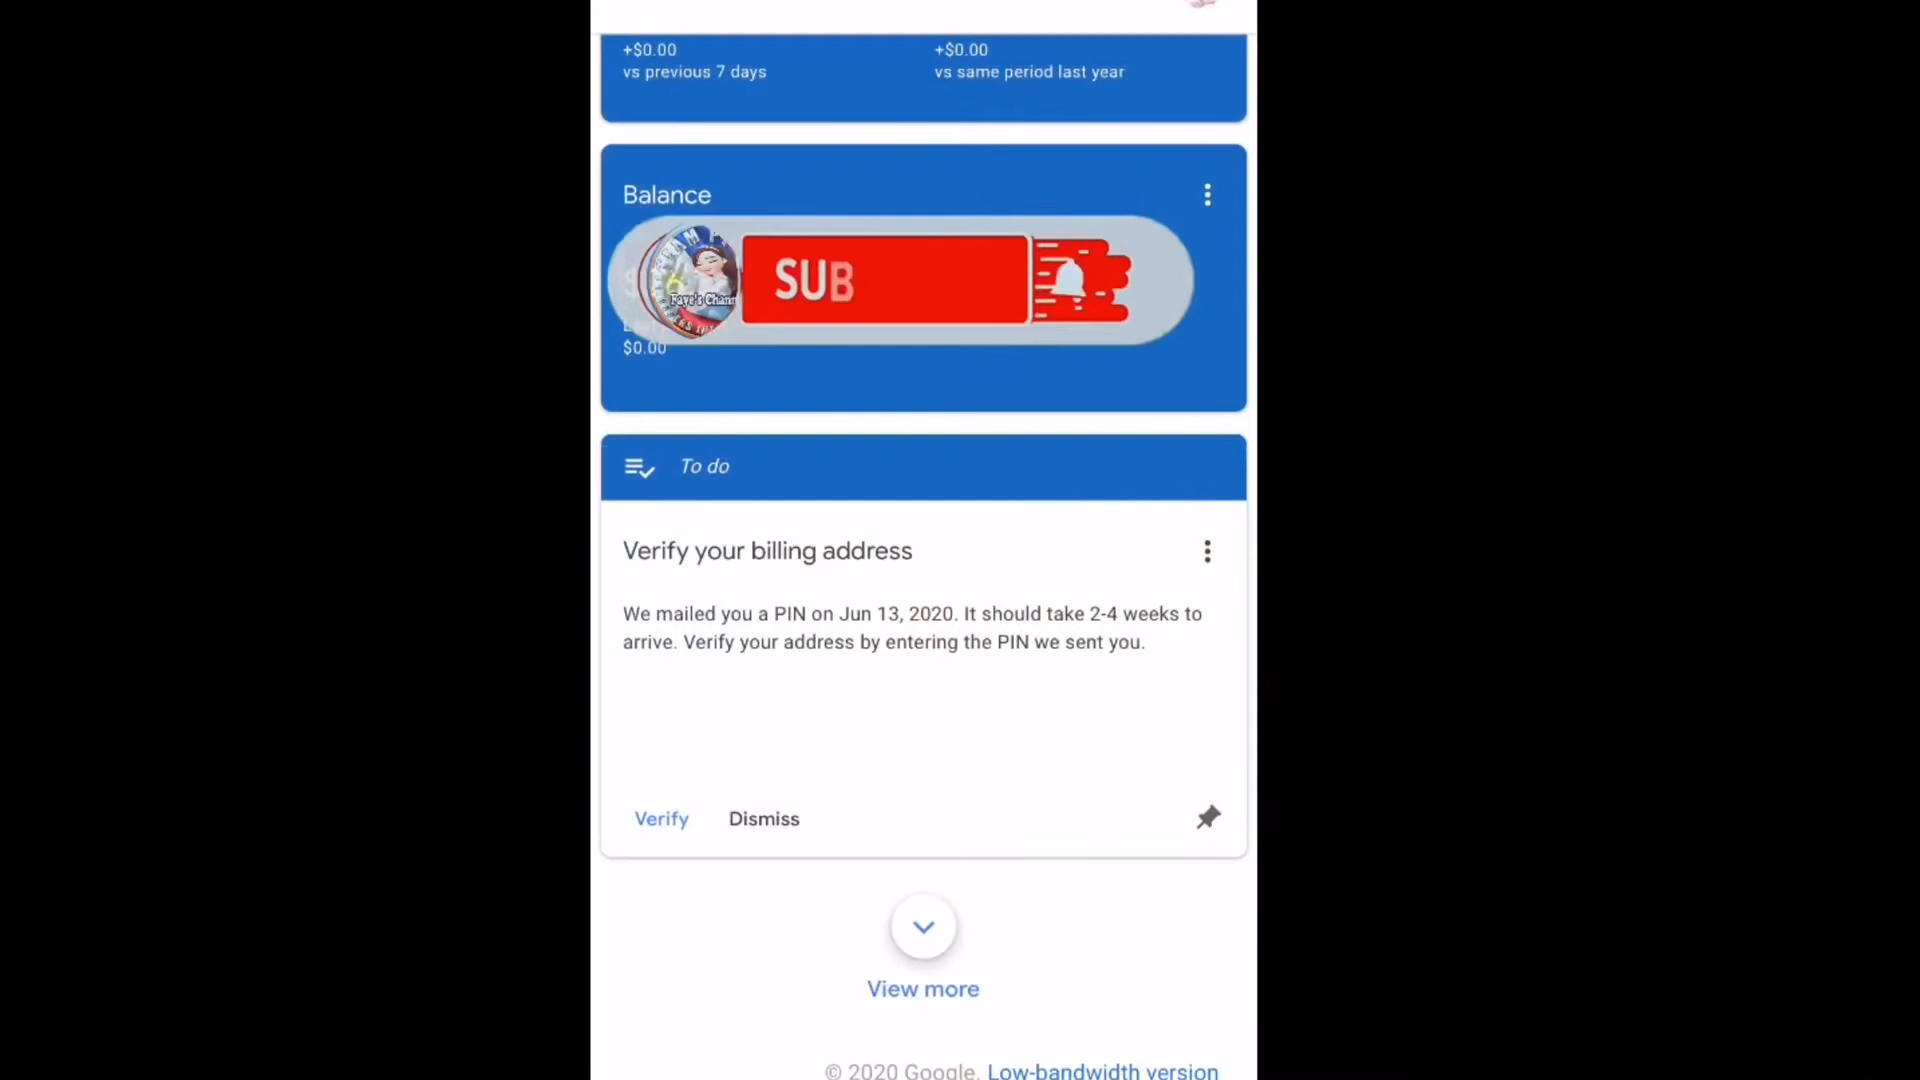 +$0.00
vs previous 7 days
+$0.00
vs same period last year
Balance
SUB
Faye's Chann
$0.00
To do
Verify your billing address
We mailed you a PIN on Jun 13, 2020. It should take 2-4 weeks to
arrive. Verify your address by entering the PIN we sent you.
Verify
Dismiss
View more
© 2020 Google. Low-bandwidth version